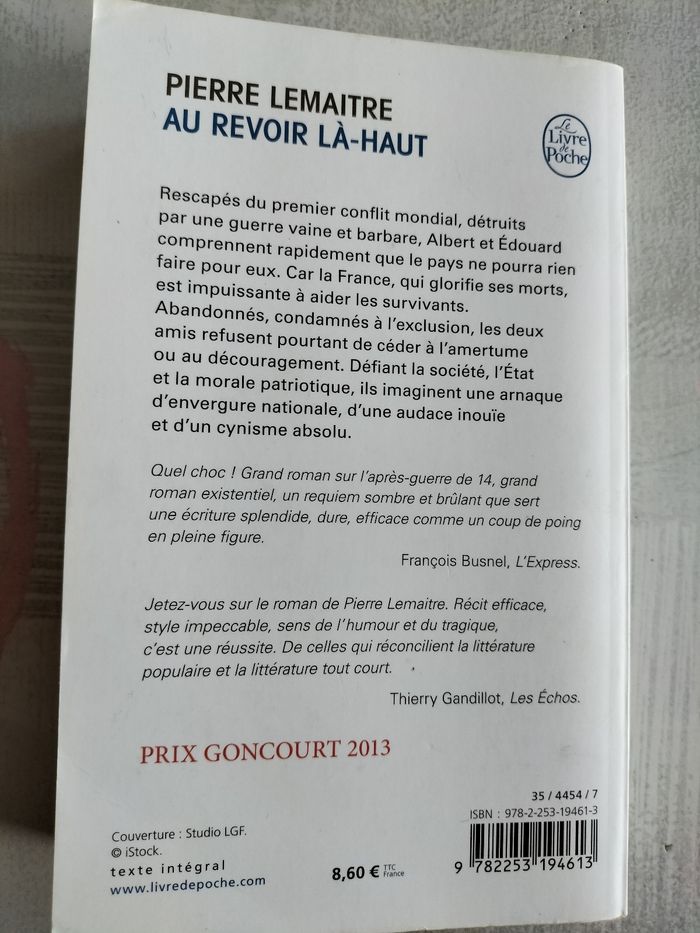 PIERRE LEMAITRE
AU REVOIR LÀ-HAUT
Le
Livre
de
Poche
Rescapés du premier conflit mondial, détruits
par une guerre vaine et barbare, Albert et Édouard
comprennent rapidement que le pays ne pourra rien
faire pour eux. Car la France, qui glorifie ses morts,
est impuissante à aider les survivants.
Abandonnés, condamnés à l'exclusion, les deux
amis refusent pourtant de céder à l'amertume
ou au découragement. Défiant la société, l'État
et la morale patriotique, ils imaginent une arnaque
d'envergure nationale, d'une audace inouïe
et d'un cynisme absolu.
Quel choc ! Grand roman sur l'après-guerre de 14, grand
roman existentiel, un requiem sombre et brûlant que sert
une écriture splendide, dure, efficace comme un coup de poing
en pleine figure.
François Busnel, L'Express.
Jetez-vous sur le roman de Pierre Lemaitre. Récit efficace,
style impeccable, sens de l'humour et du tragique,
c'est une réussite. De celles qui réconcilient la littérature
populaire et la littérature tout court.
Thierry Gandillot, Les Échos.
PRIX GONCOURT 2013
Couverture : Studio LGF.
© iStock.
texte intégral
www.livredepoche.com
8,60 € TTC
France
35 / 4454 / 7
ISBN : 978-2-253-19461-3
9 782253 194613